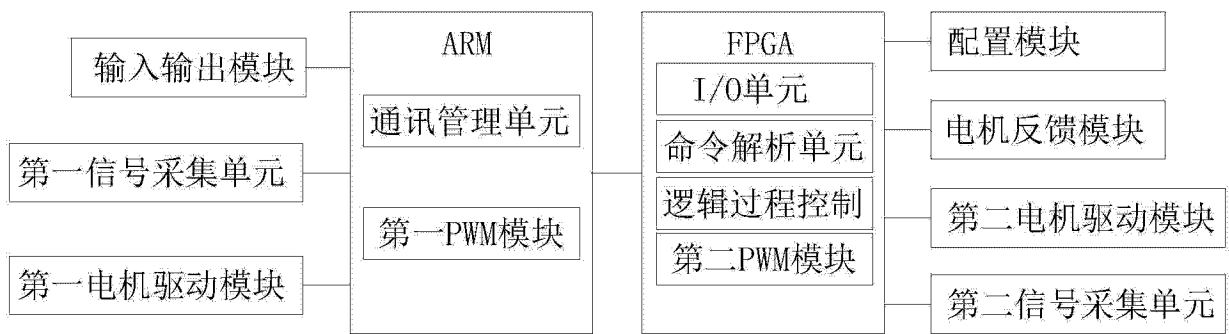 输入输出模块
第一信号采集单元
第一电机驱动模块
ARM
通讯管理单元
第一PWM模块
FPGA
I/O单元
命令解析单元
逻辑过程控制
第二PWM模块
配置模块
电机反馈模块
第二电机驱动模块
第二信号采集单元